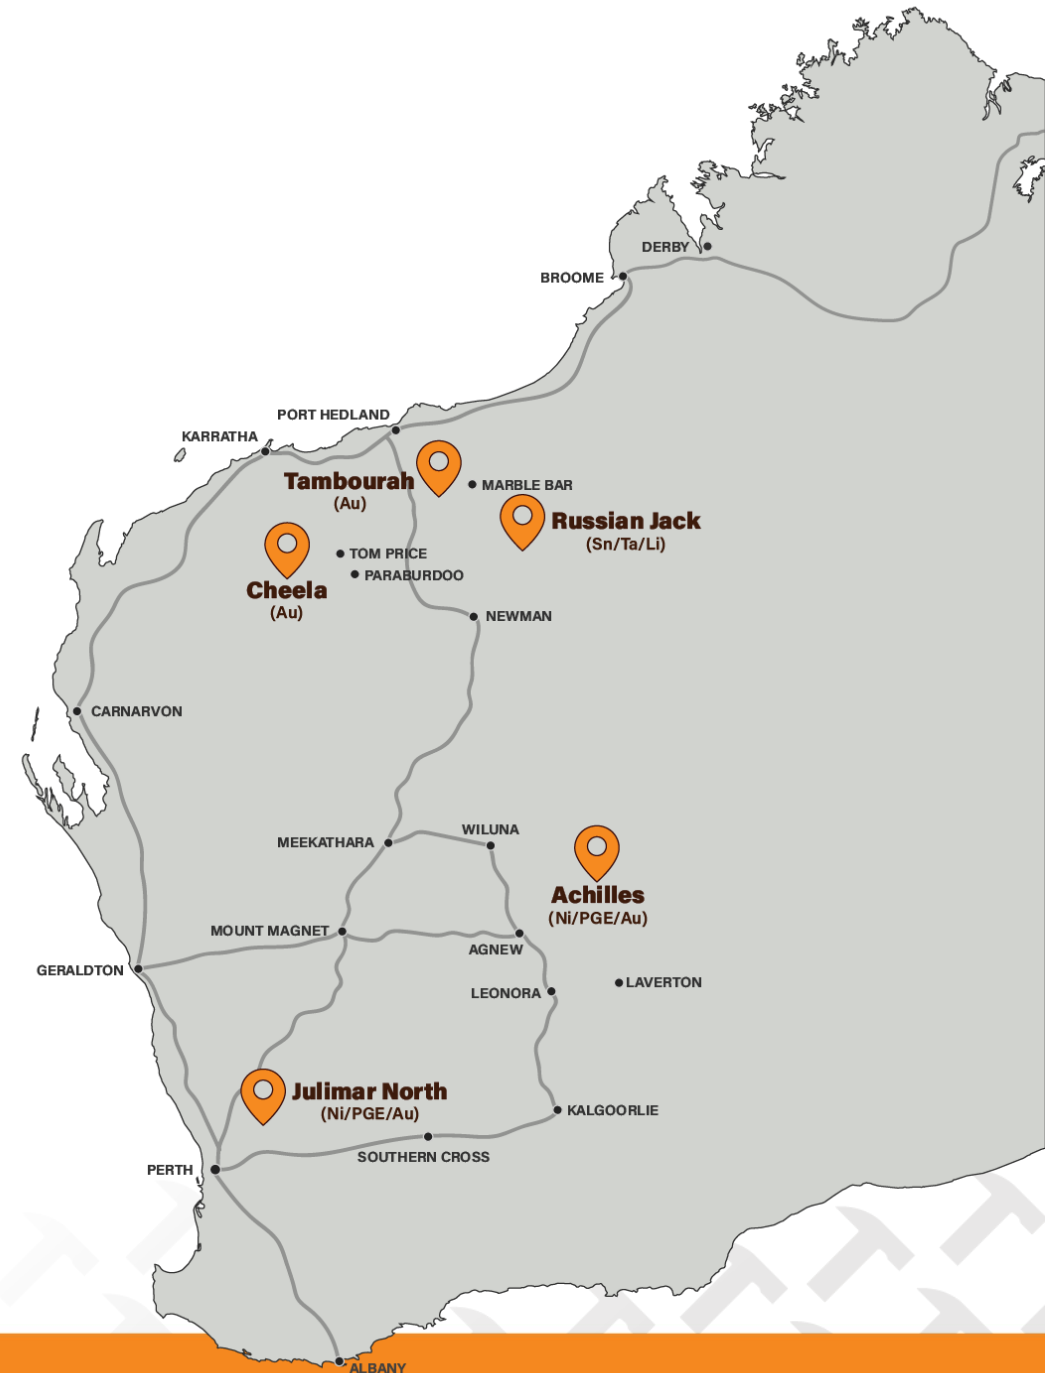 DERBY
BROOME
PORT HEDLAND
KARRATHA
Tambourah
(Au)
MARBLE BAR
Russian Jack
(Sn/Ta/Li)
TOM PRICE
PARABURDOO
Cheela
(Au)
NEWMAN
CARNARVON
MEEKATHARA
WILUNA
Achilles
(Ni/PGE/Au)
MOUNT MAGNET
AGNEW
GERALDTON
LEONORA
LAVERTON
Julimar North
(Ni/PGE/Au)
KALGOORLIE
SOUTHERN CROSS
PERTH
ALBANY